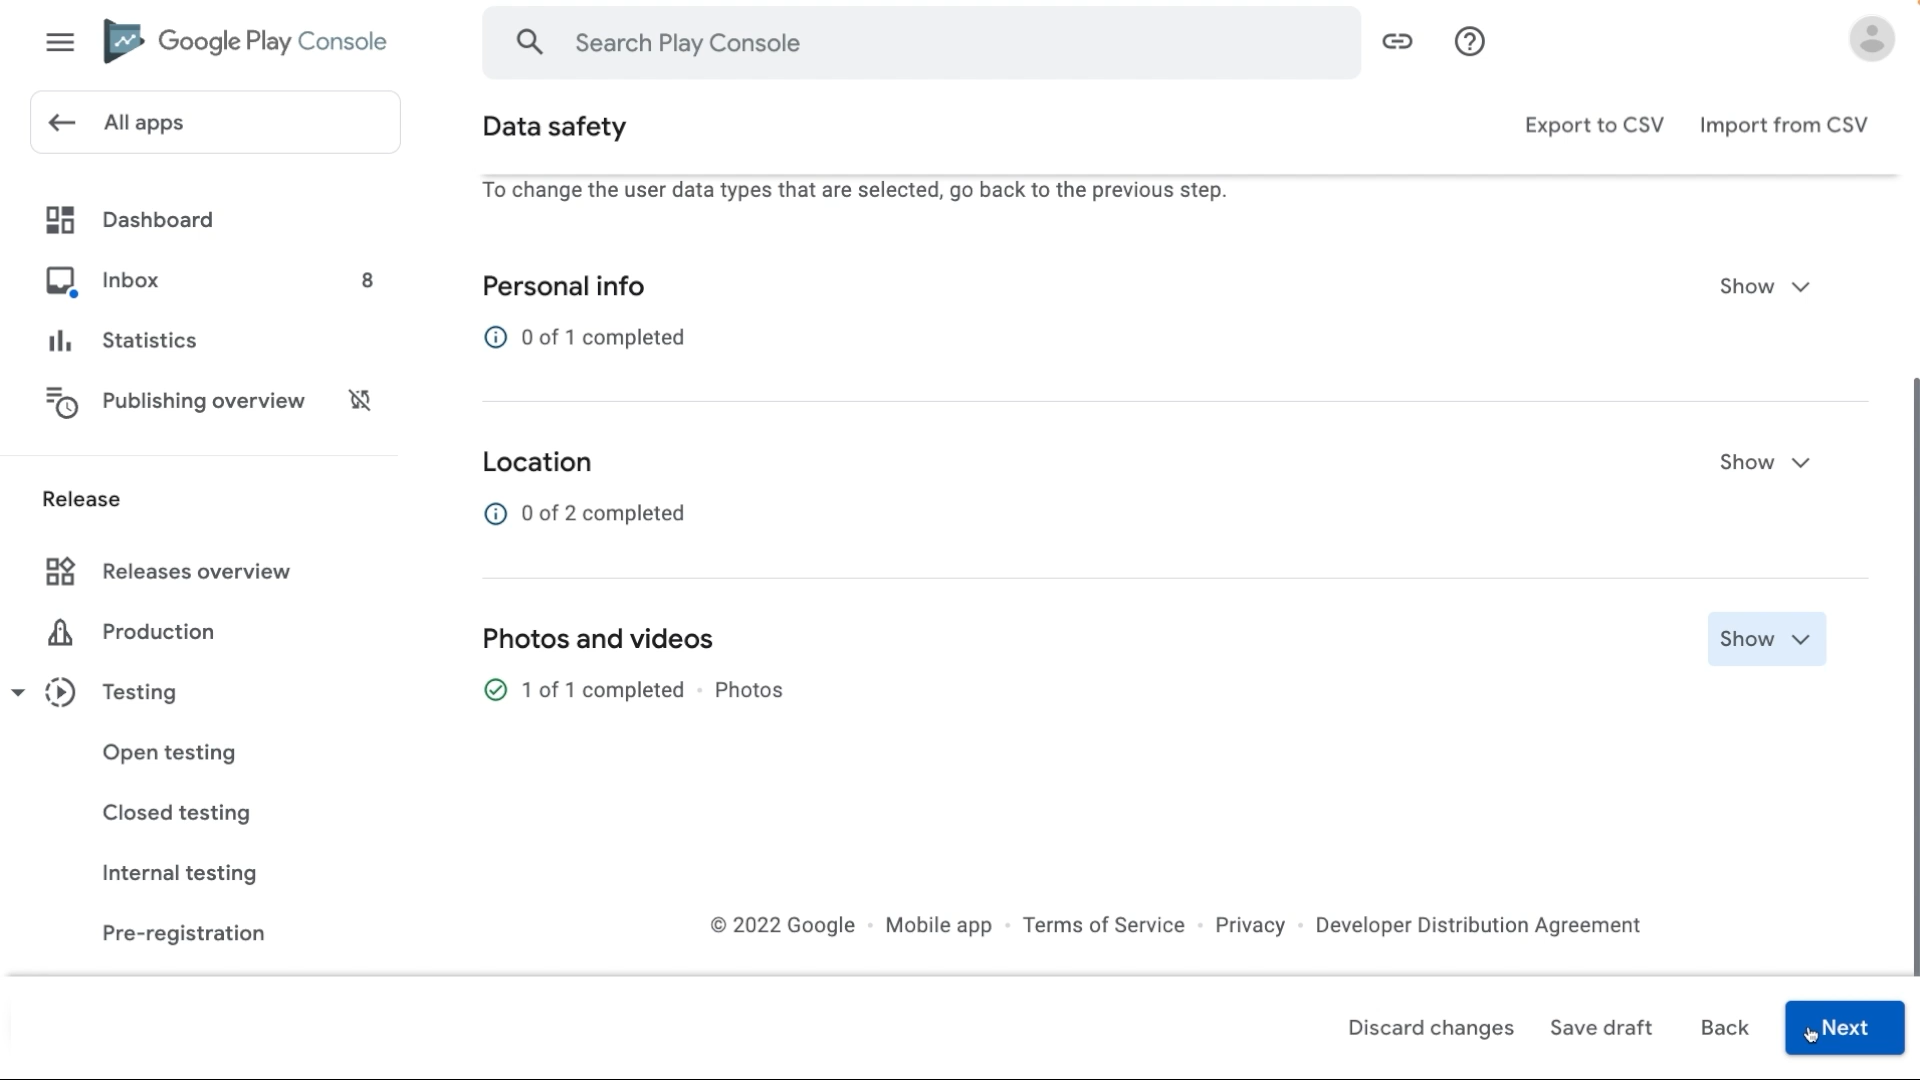 Google Play Console
Search Play Console
All apps
Data safety
Export to CSV
Import from CSV
To change the user data types that are selected, go back to the previous step.
Dashboard
Inbox
8
Statistics
Publishing overview
Release
Releases overview
Production
Testing
Open testing
Closed testing
Internal testing
Pre-registration
Personal info
Show
0 of 1 completed
Location
Show
0 of 2 completed
Photos and videos
Show
1 of 1 completed • Photos
© 2022 Google • Mobile app • Terms of Service • Privacy • Developer Distribution Agreement
Discard changes
Save draft
Back
Next